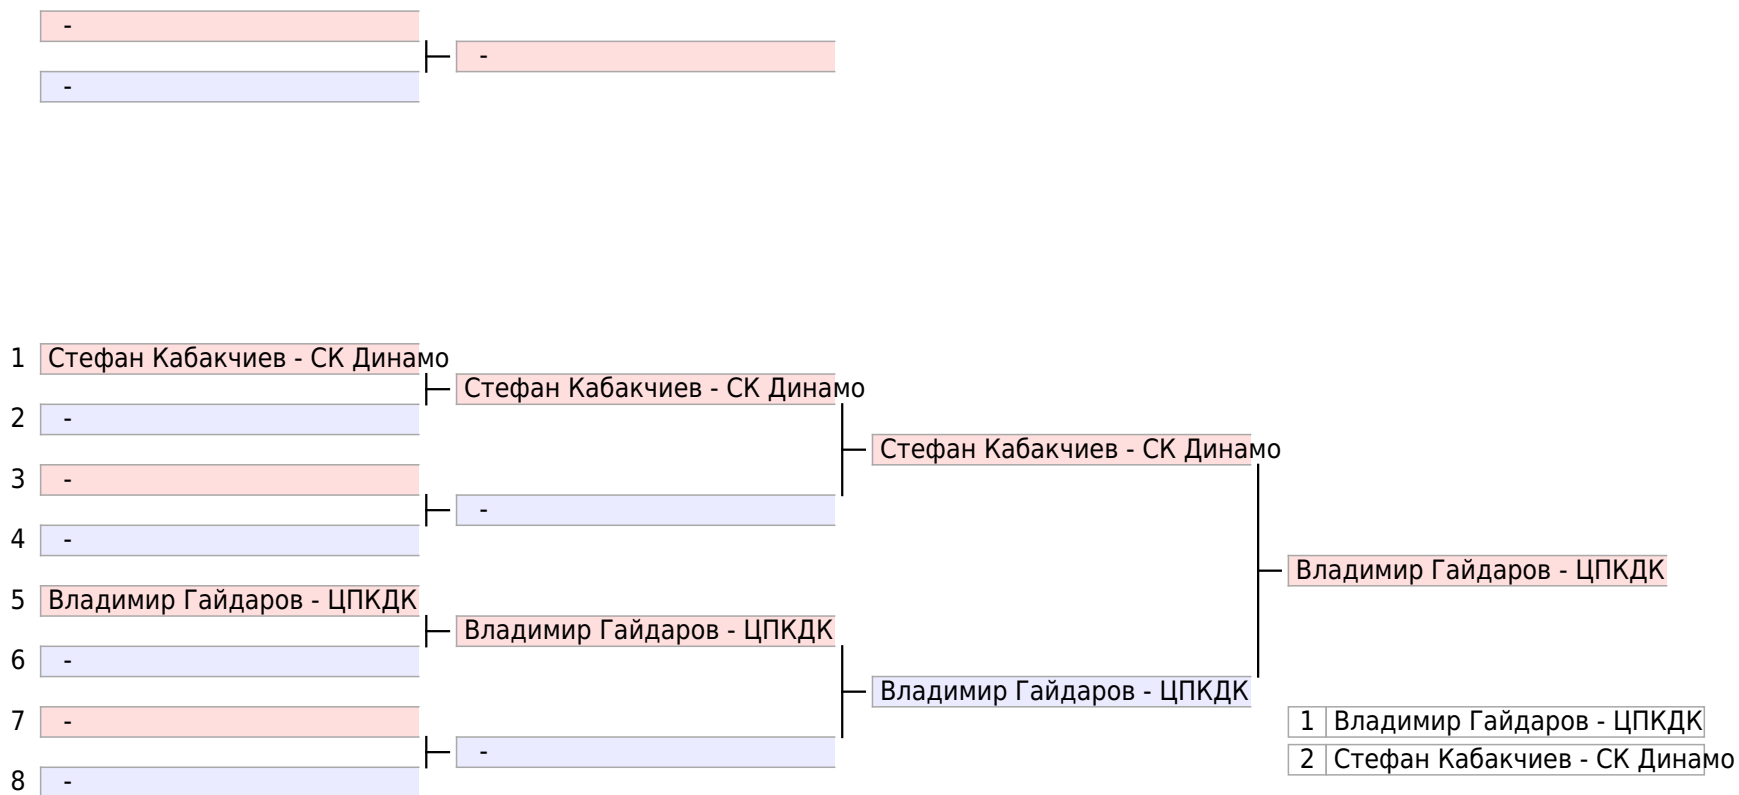 -
-
-
1 Стефан Кабакчиев - СК Динамо
Стефан Кабакчиев - СК Динамо
2 -
Стефан Кабакчиев - СК Динамо
3 -
-
4 -
Владимир Гайдаров - ЦПКДК
5 Владимир Гайдаров - ЦПКДК
Владимир Гайдаров - ЦПКДК
6 -
Владимир Гайдаров - ЦПКДК
7 -
1 Владимир Гайдаров - ЦПКДК
-
2 Стефан Кабакчиев - СК Динамо
8 -